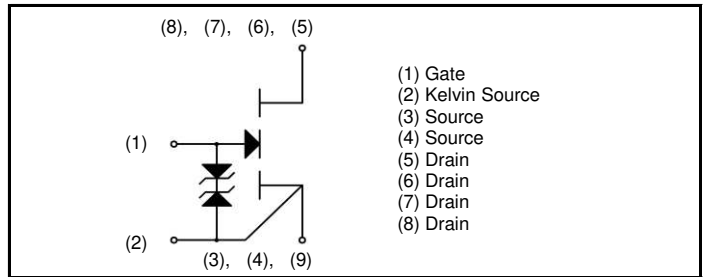 (8), (7), (6), (5)
(1)
(2)
(3), (4), (9)
(1) Gate
(2) Kelvin Source
(3) Source
(4) Source
(5) Drain
(6) Drain
(7) Drain
(8) Drain